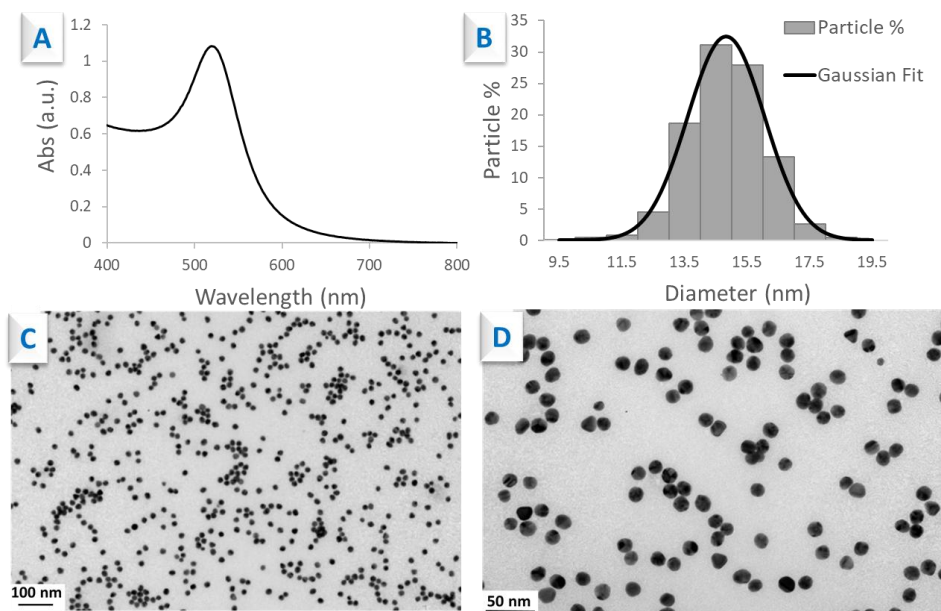 A
Abs (a.u.)
1.2
1
0.8
0.6
0.4
0.2
0
400 500 600 700 800
Wavelength (nm)
B
Particle %
35
30
25
20
15
10
5
0
9.5 11.5 13.5 15.5 17.5 19.5
Diameter (nm)
Particle %
Gaussian Fit
C
100 nm
D
50 nm